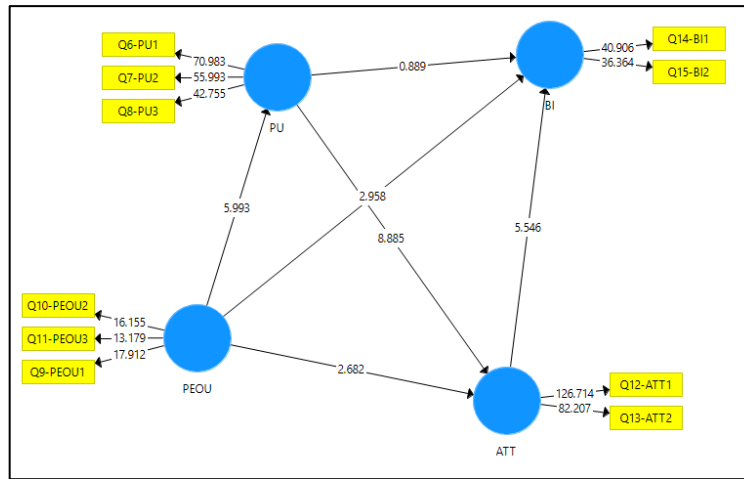 Q6-PU1
70.983
40.906
Q14-BI1
Q7-PU2
55.993
0.889
36.364
Q15-BI2
Q8-PU3
42.755
BI
PU
2.958
5.993
5.546
8.885
Q10-PEOU2
16.155
Q11-PEOU3
13.179
Q9-PEOU1
17.912
2.682
PEOU
126.714
Q12-ATT1
82.207
Q13-ATT2
ATT